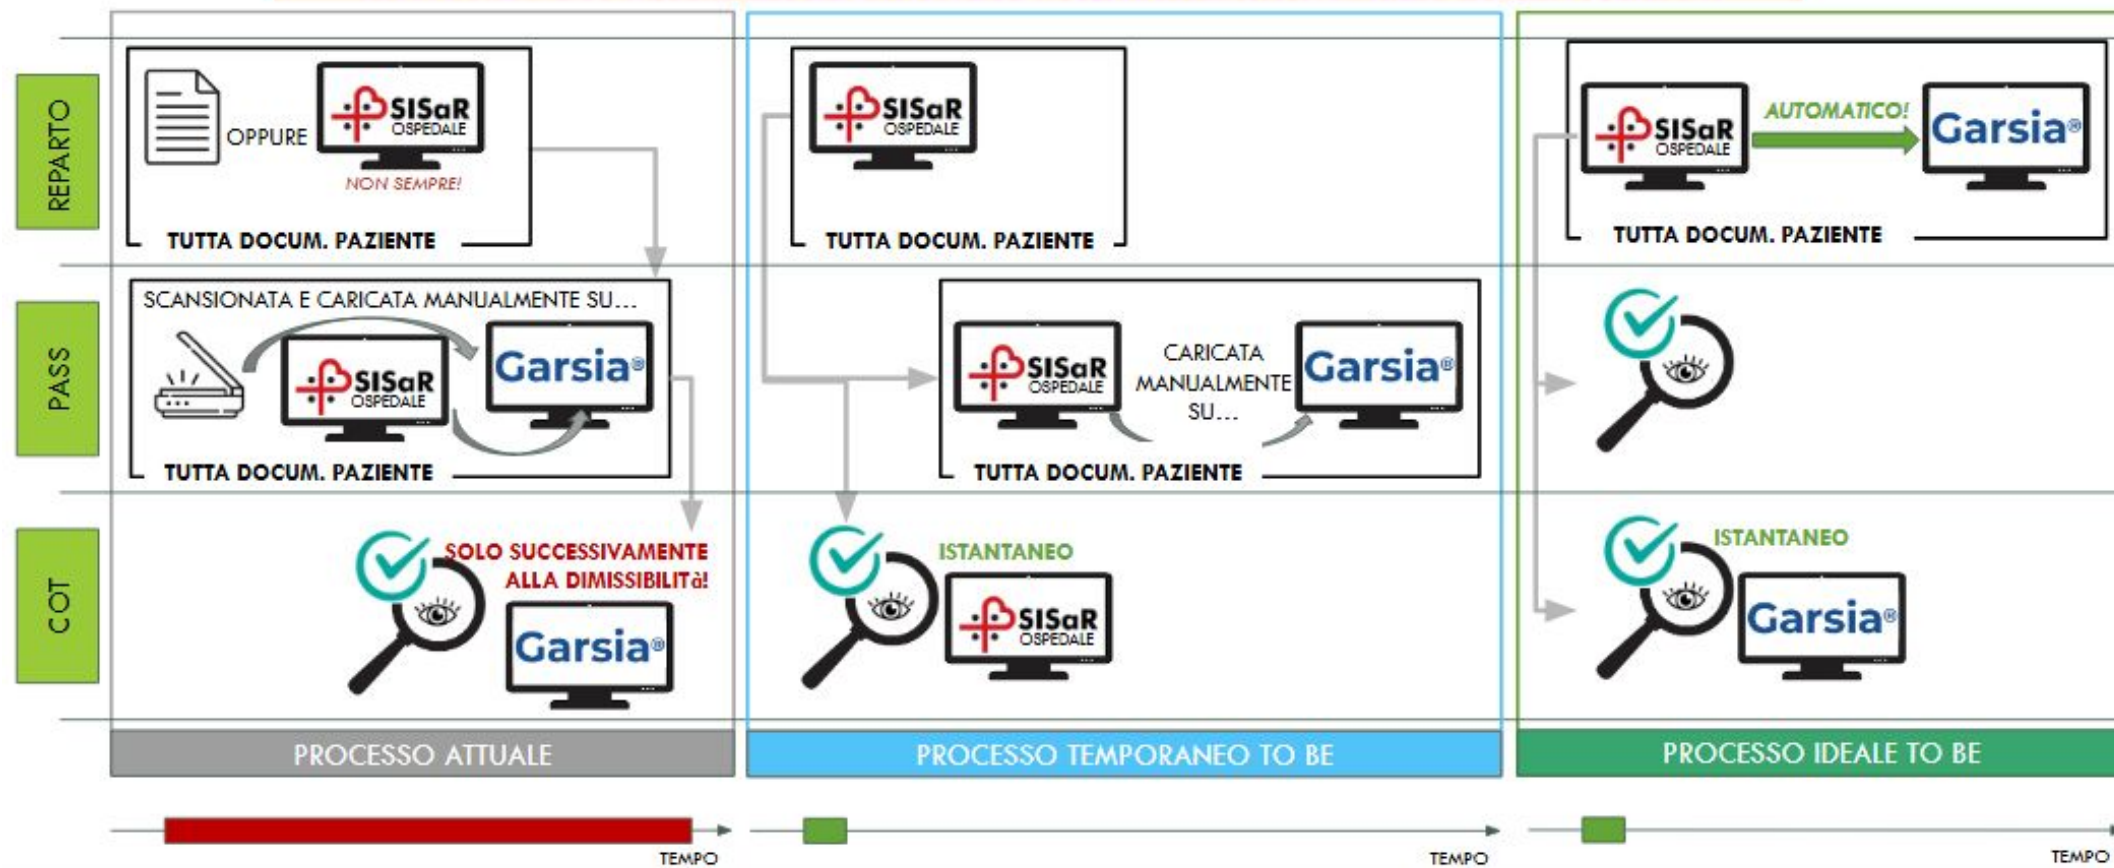 REPARTO
OPPURE
SISaR
OSPEDALE
NON SEMPRE!
TUTTA DOCUM. PAZIENTE
SISaR
OSPEDALE
TUTTA DOCUM. PAZIENTE
SISaR
OSPEDALE
AUTOMATICO!
Garsia®
TUTTA DOCUM. PAZIENTE
PASS
SCANSIONATA E CARICATA MANUALMENTE SU...
SISaR
OSPEDALE
Garsia®
TUTTA DOCUM. PAZIENTE
SISaR
OSPEDALE
CARICATA
MANUALMENTE
SU...
Garsia®
TUTTA DOCUM. PAZIENTE
COT
SOLO SUCCESSIVAMENTE
ALLA DIMISSIBILITà!
Garsia®
ISTANTANEO
SISaR
OSPEDALE
ISTANTANEO
Garsia®
PROCESSO ATTUALE
PROCESSO TEMPORANEO TO BE
PROCESSO IDEALE TO BE
TEMPO
TEMPO
TEMPO